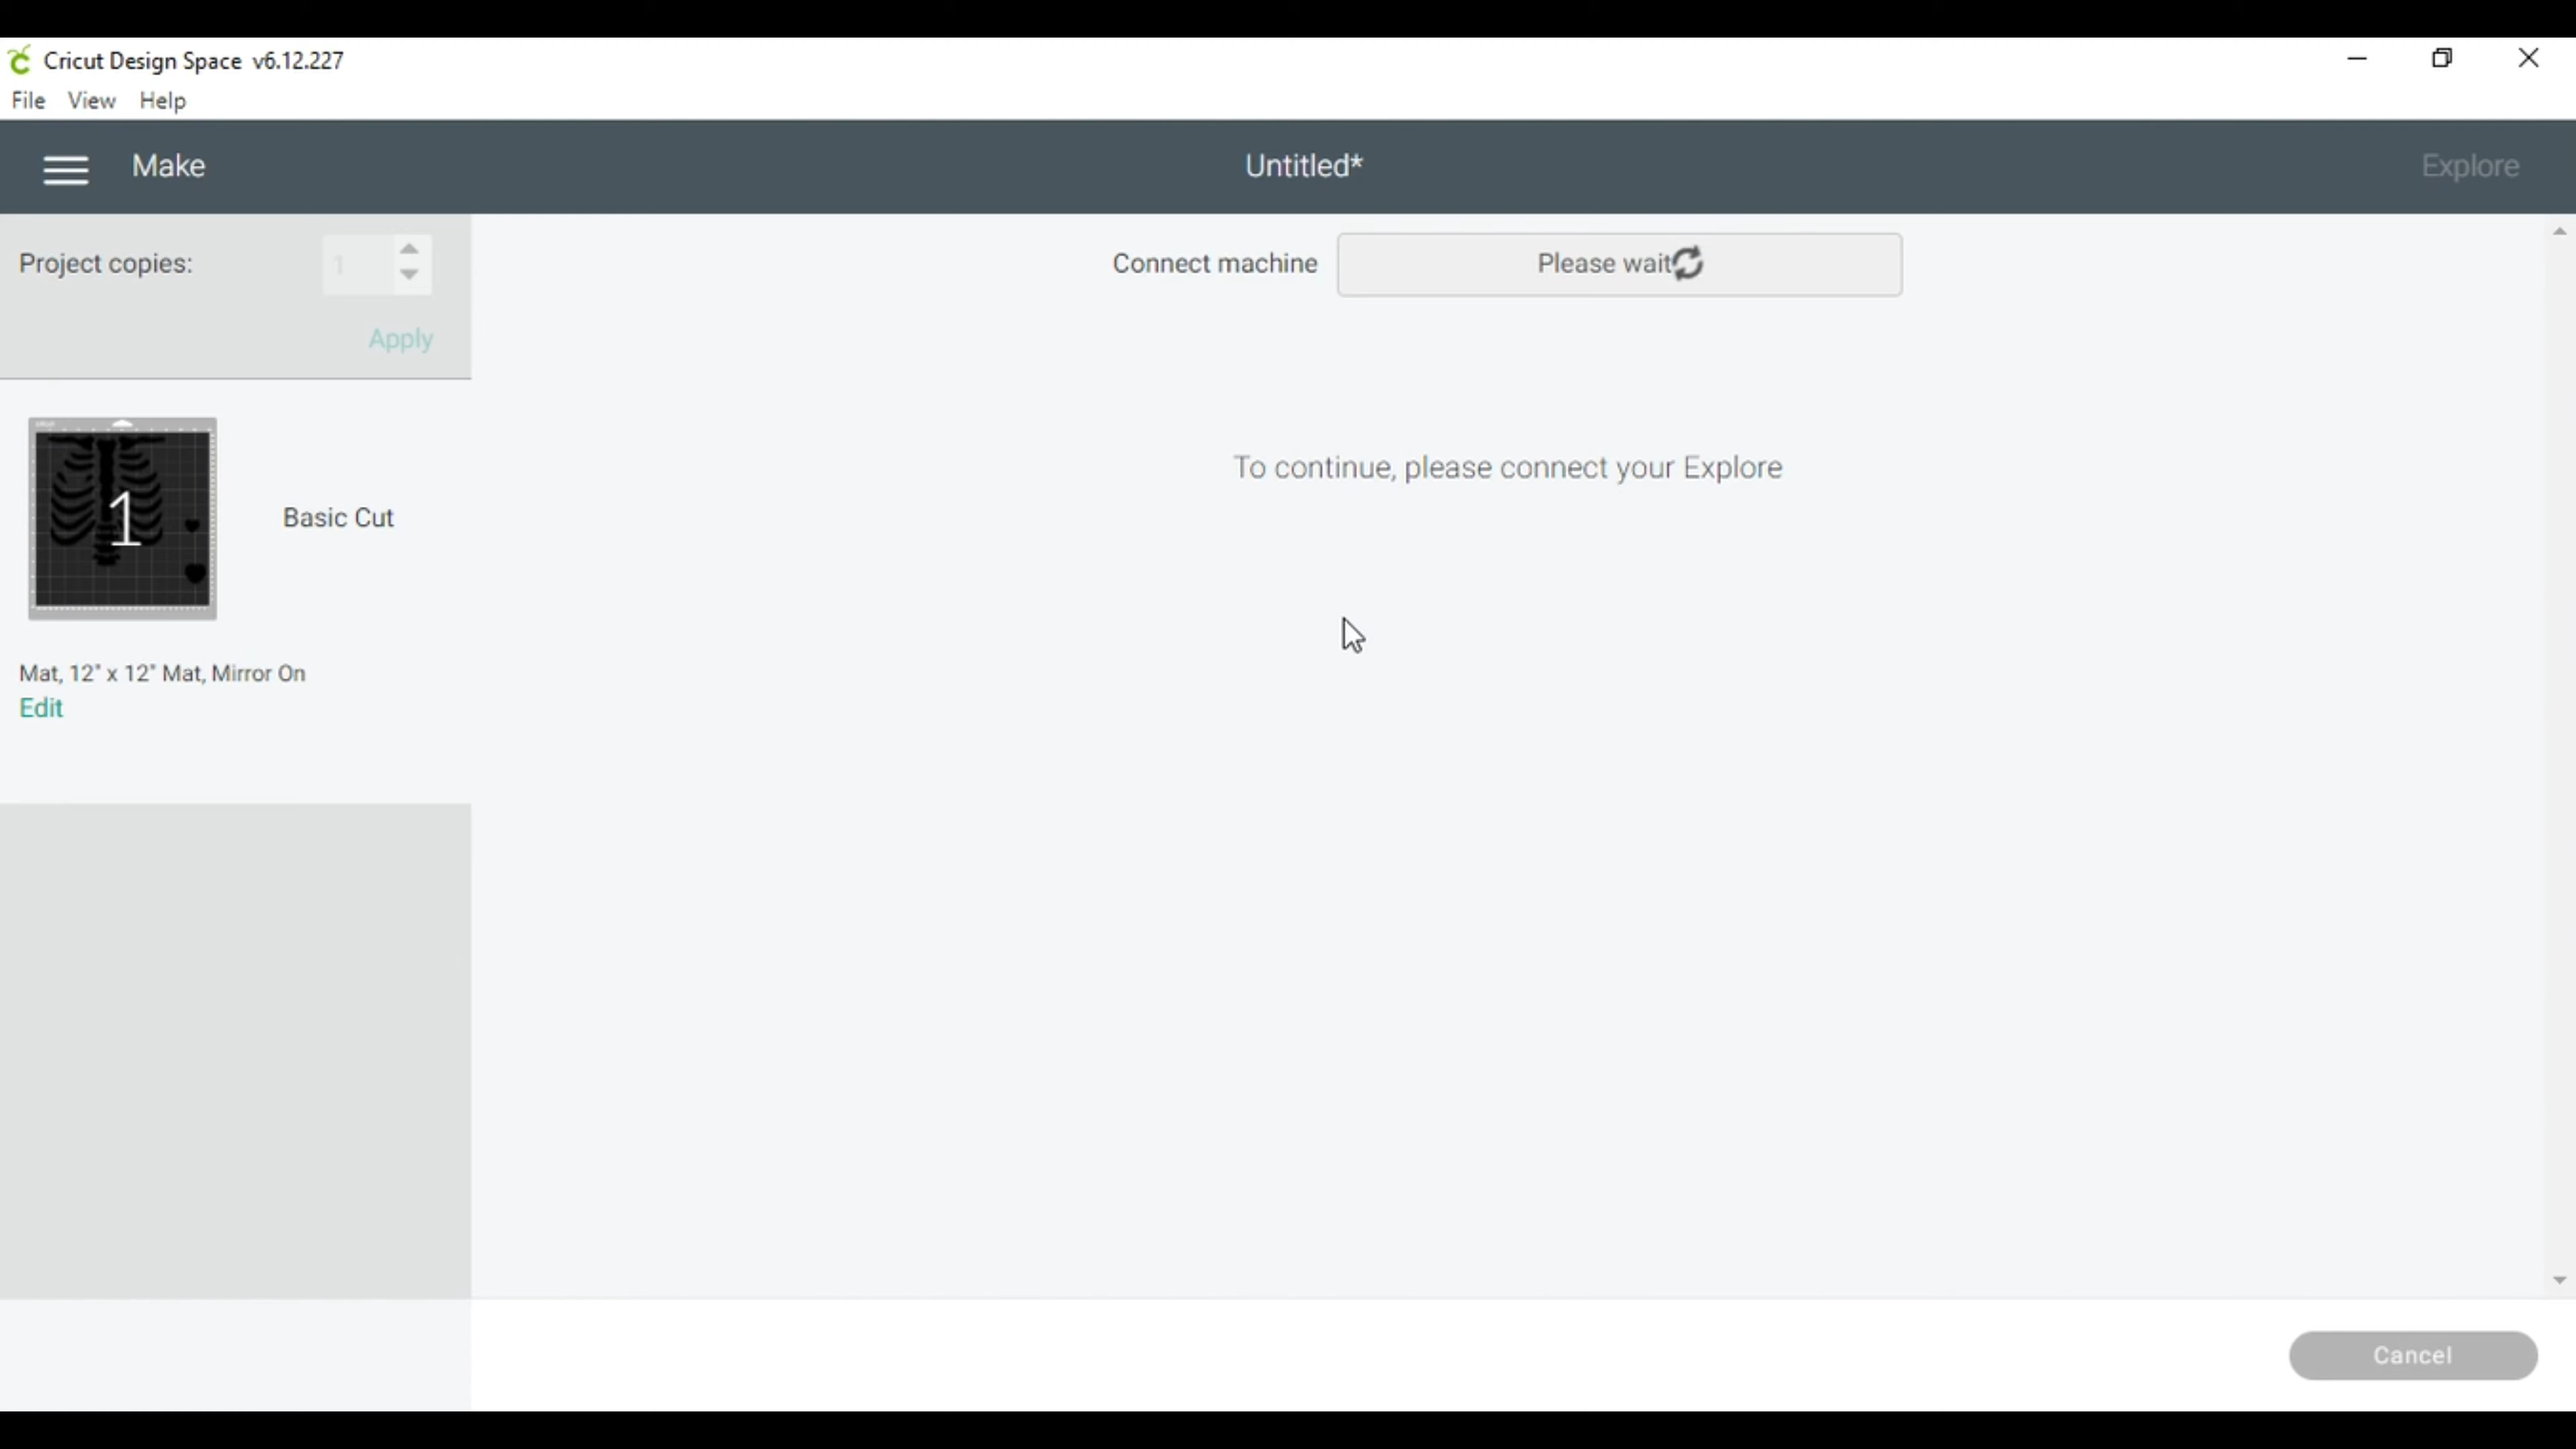 Cricut Design Space v6.12.227
File View Help
Make Untitled* Explore
Project copies: 1
Apply
Connect machine Please wait
To continue, please connect your Explore
1
Basic Cut
Mat, 12" x 12" Mat, Mirror On
Edit
Cancel